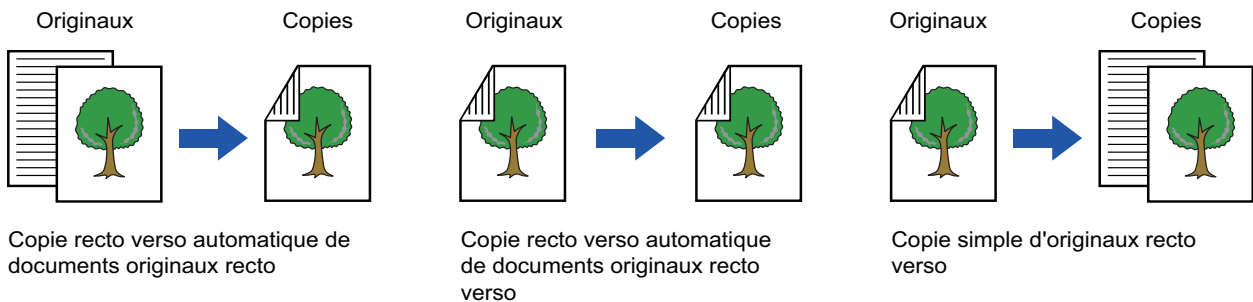 Originaux
Copies
Originaux
Copies
Originaux
Copies
Copie recto verso automatique de
documents originaux recto
Copie recto verso automatique
de documents originaux recto
verso
Copie simple d'originaux recto
verso